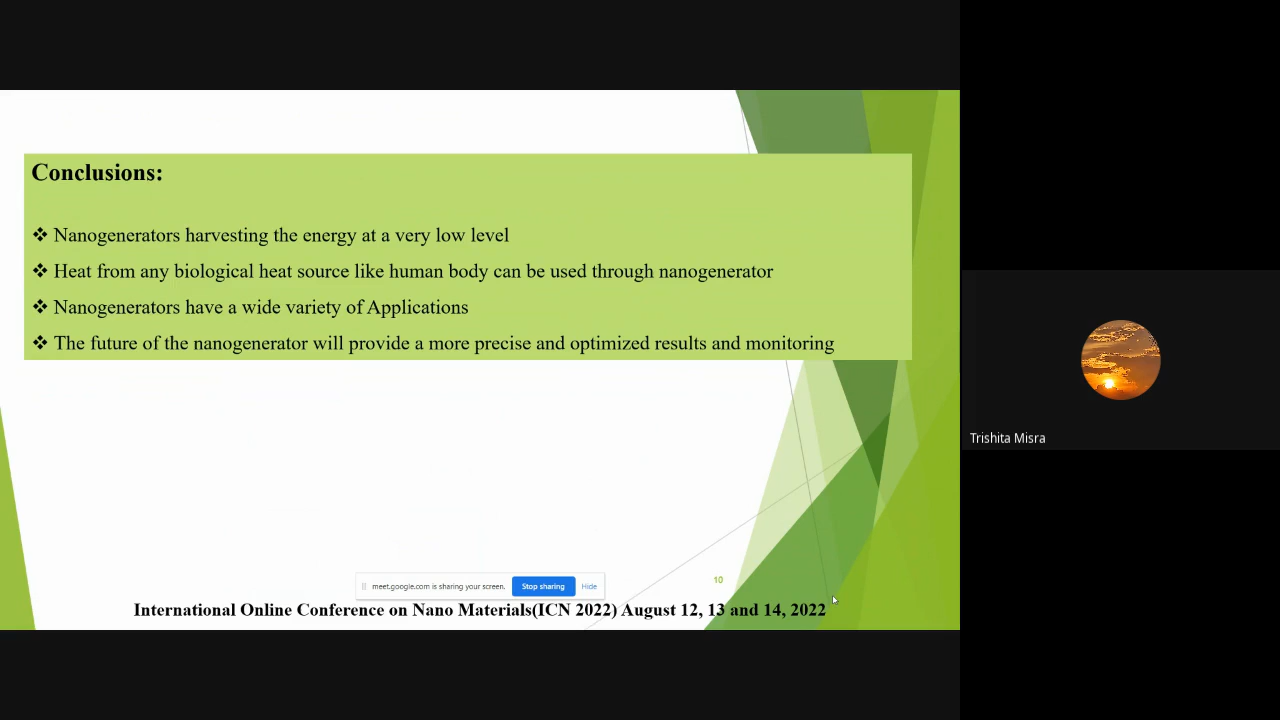 Conclusions:
❖ Nanogenerators harvesting the energy at a very low level
❖ Heat from any biological heat source like human body can be used through nanogenerator
❖ Nanogenerators have a wide variety of Applications
❖ The future of the nanogenerator will provide a more precise and optimized results and monitoring
Trishita Misra
10
meet.google.com is sharing your screen. Stop sharing Hide
International Online Conference on Nano Materials(ICN 2022) August 12, 13 and 14, 2022